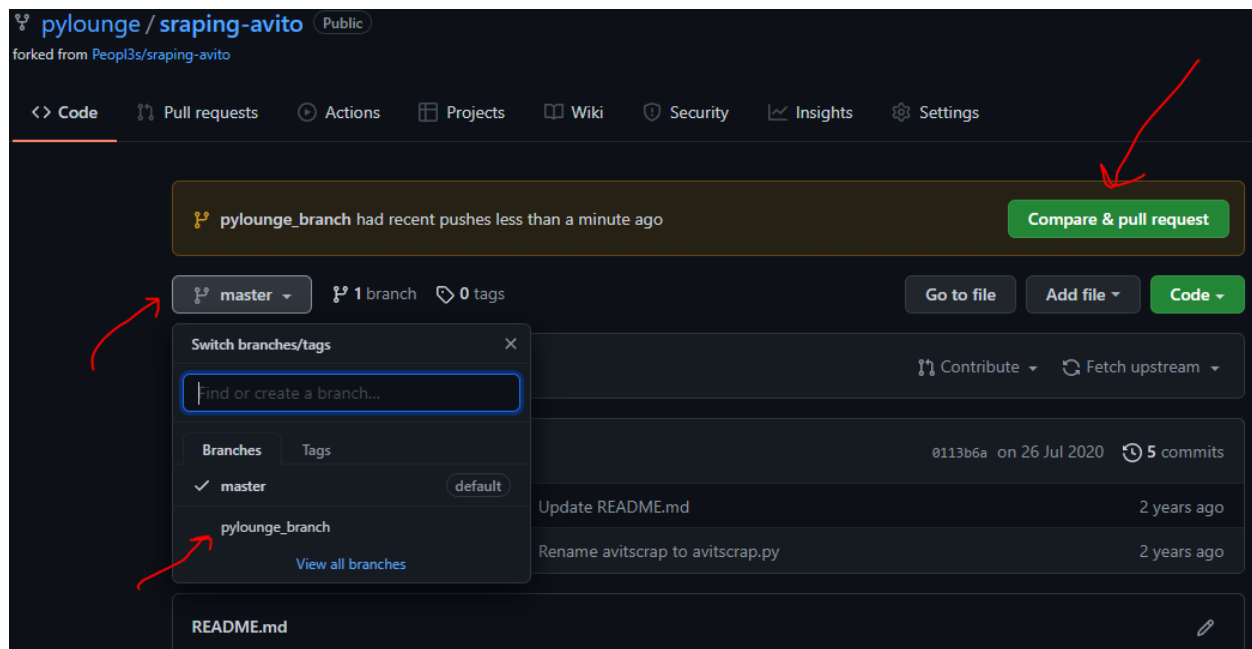 pylounge / sraping-avito Public
forked from Peopl3s/sraping-avito
<> Code Pull requests Actions Projects Wiki Security Insights Settings
pylounge_branch had recent pushes less than a minute ago Compare & pull request
master 1 branch 0 tags Go to file Add file Code
Switch branches/tags
Contribute Fetch upstream
Find or create a branch...
Branches Tags
0113b6a on 26 Jul 2020 5 commits
master default
Update README.md 2 years ago
pylounge_branch
Rename avitscrap to avitscrap.py 2 years ago
View all branches
README.md